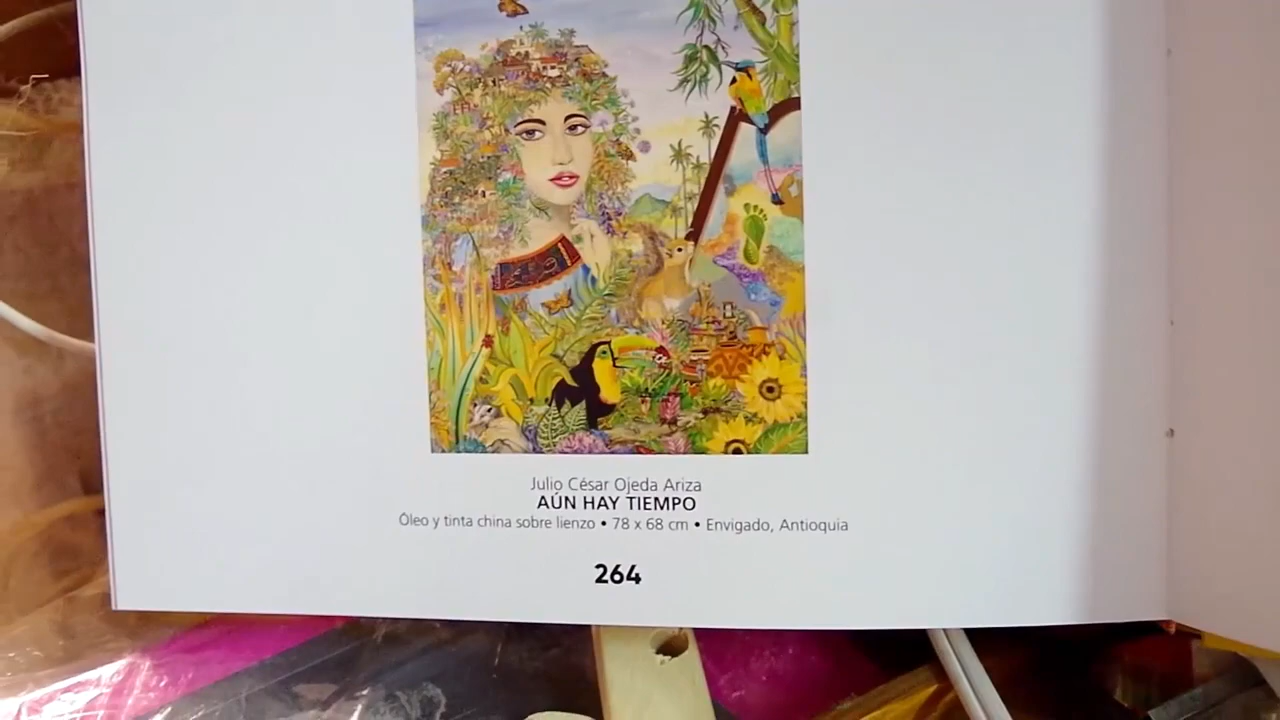 Julio César Ojeda Ariza
AÚN HAY TIEMPO
Óleo y tinta china sobre lienzo • 78 x 68 cm • Envigado, Antioquia
264